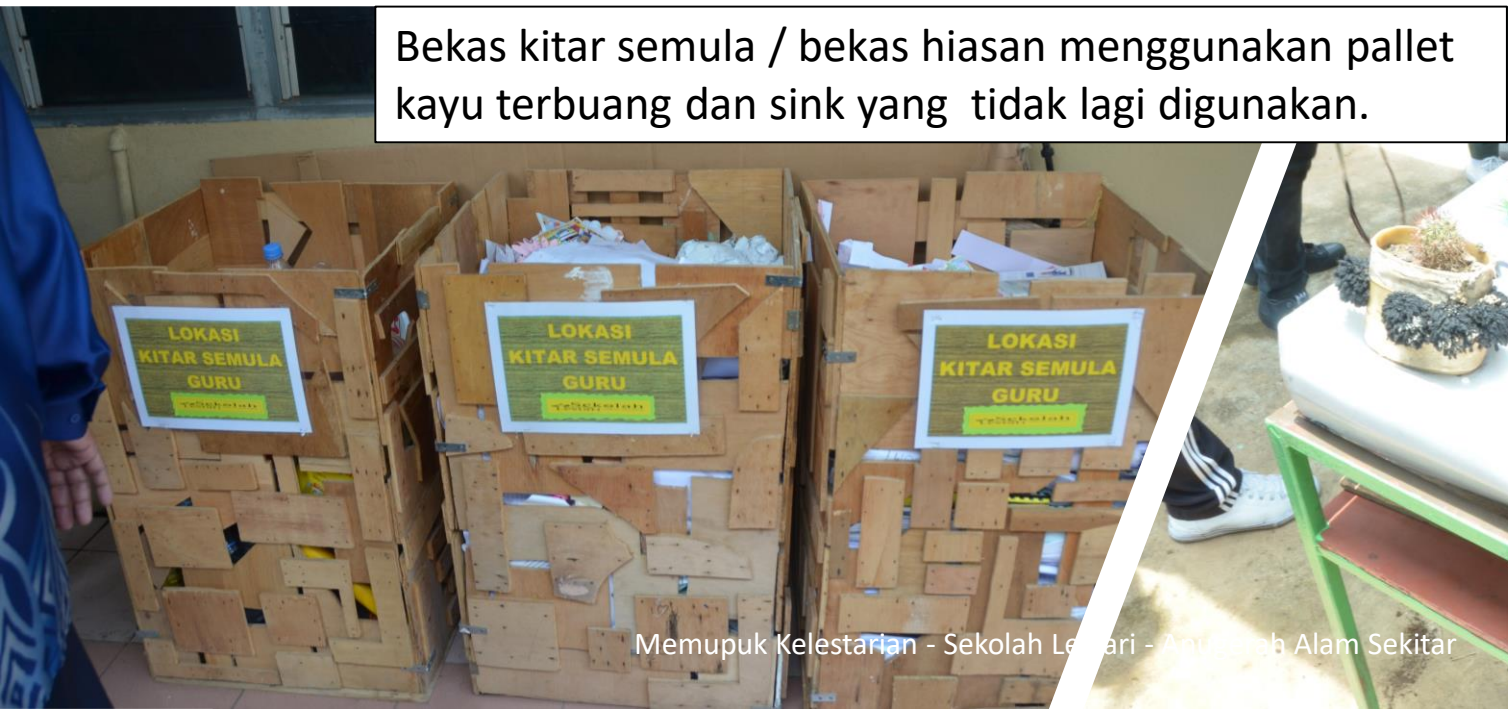 Bekas kitar semula / bekas hiasan menggunakan pallet
kayu terbuang dan sink yang tidak lagi digunakan.
LOKASI
KITAR SEMULA
GURU
LOKASI
KITAR SEMULA
GURU
LOKASI
KITAR SEMULA
GURU
Memupuk Kelestarian - Sekolah Lestari - Alam Sekitar